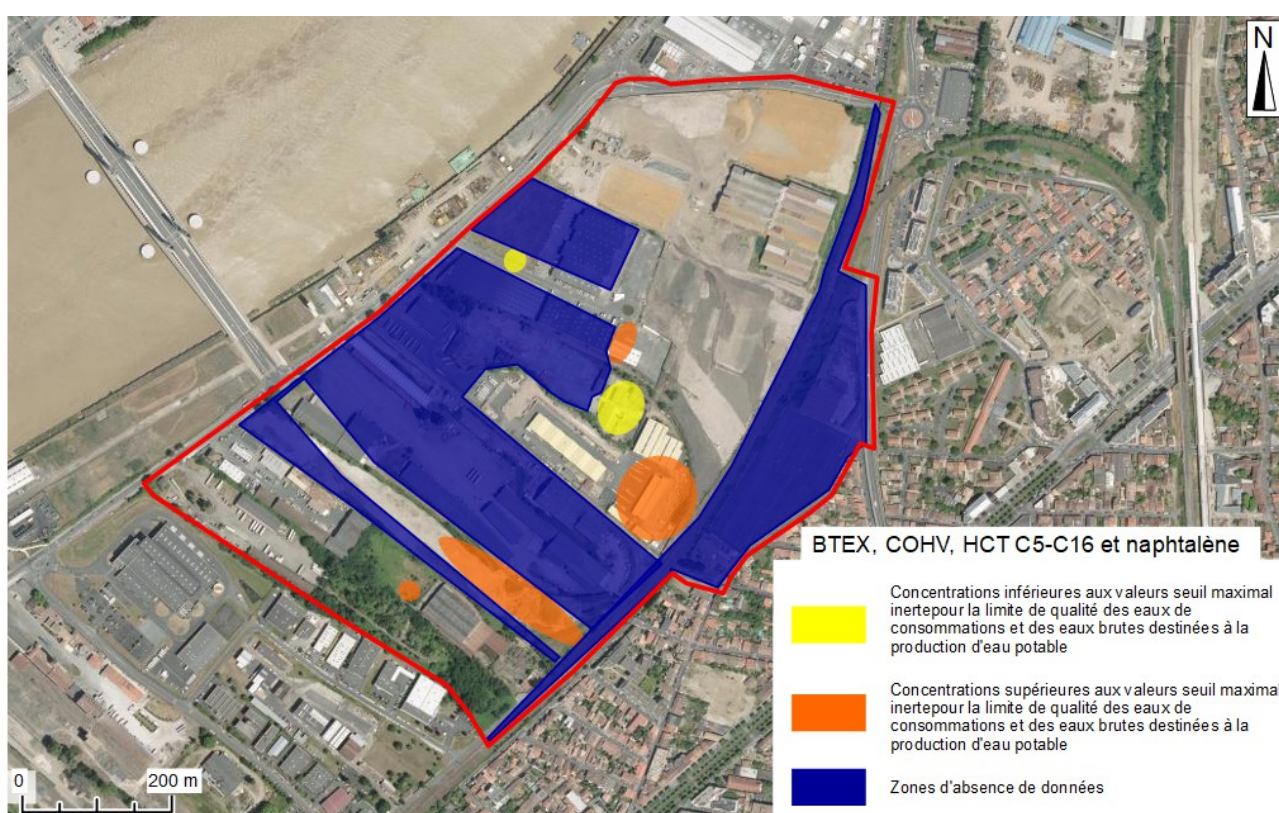 N
BTEX, COHV, HCT C5-C16 et naphtalène
Concentrations inférieures aux valeurs seuil maximal
inertepour la limite de qualité des eaux de
consommations et des eaux brutes destinées à la
production d'eau potable
Concentrations supérieures aux valeurs seuil maximal
inertepour la limite de qualité des eaux de
consommations et des eaux brutes destinées à la
production d'eau potable
Zones d'absence de données
0 200 m